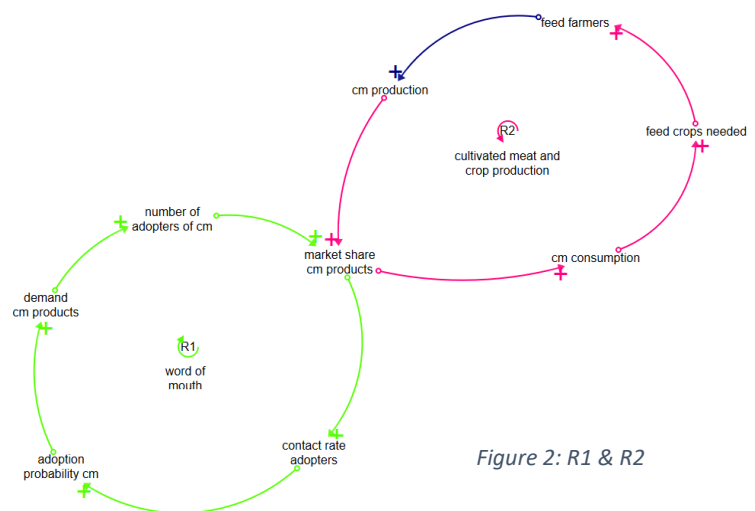 feed farmers
+
+
cm production
R2
feed crops needed
+
cultivated meat and
crop production
number of
adopters of cm
+
+
+
market share
cm products
cm consumption
+
demand
cm products
+
R1
word of
mouth
+
contact rate
adopters
adoption
probability cm
+
Figure 2: R1 & R2